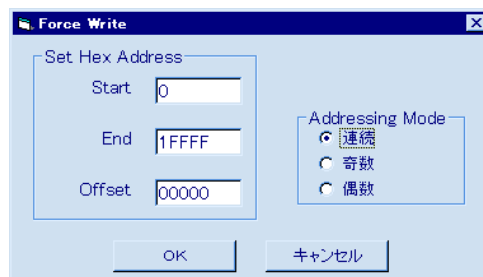 Force Write
Set Hex Address
Start 0
End 1FFFF
Offset 00000
Addressing Mode
連続
奇数
偶数
OK キャンセル